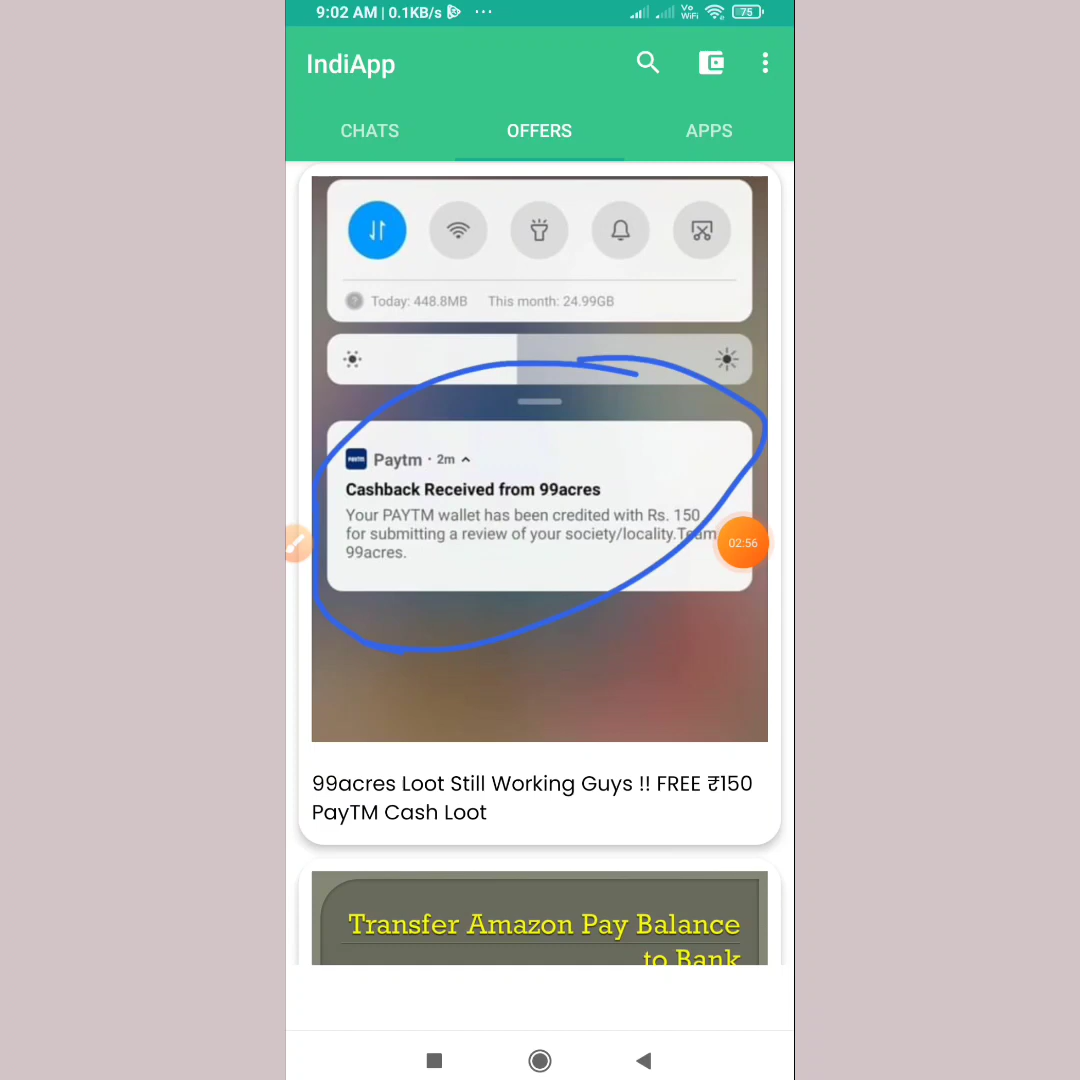 9:02 AM | 0.1KB/s ... Vo WiFi 75
IndiApp
CHATS OFFERS APPS
Today: 448.8MB This month: 24.99GB
Paytm · 2m
Cashback Received from 99acres
Your PAYTM wallet has been credited with Rs. 150
for submitting a review of your society/locality.Team
99acres.
02:56
99acres Loot Still Working Guys !! FREE ₹150
PayTM Cash Loot
Transfer Amazon Pay Balance
to Bank